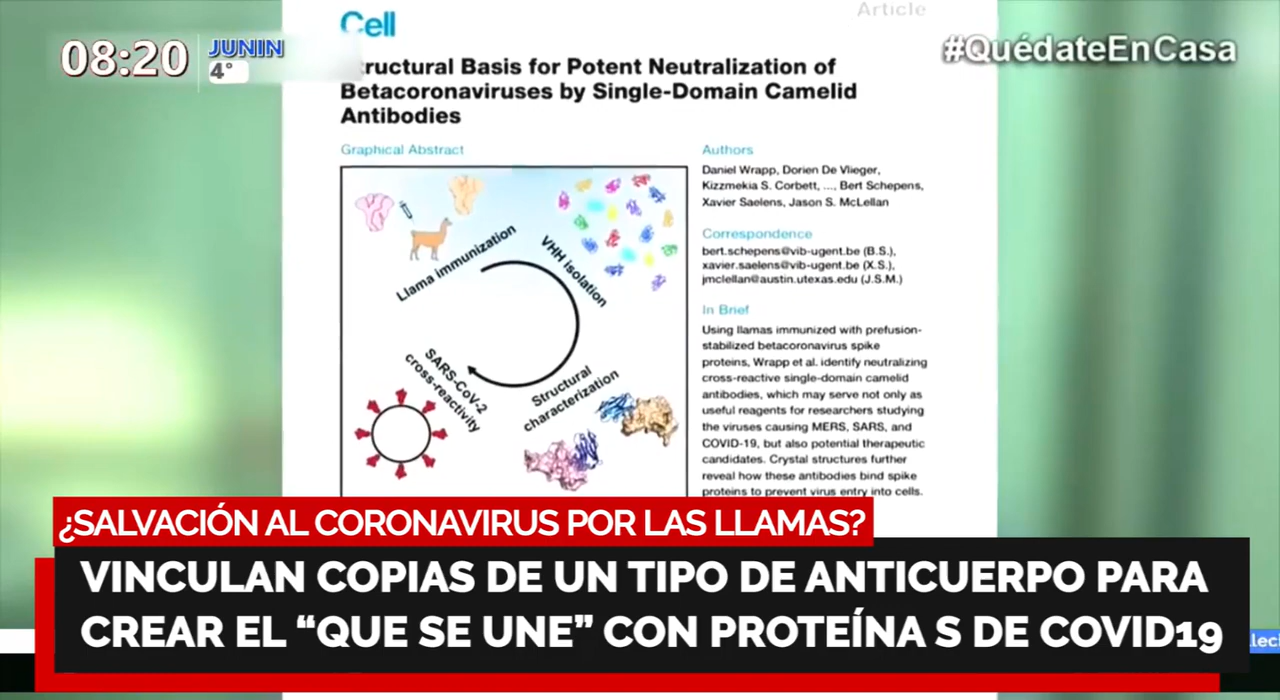 Article
08:20
JUNIN
4°
#QuédateEnCasa
Cell
ructural Basis for Potent Neutralization of
Betacoronaviruses by Single-Domain Camelid
Antibodies
Graphical Abstract
Llama immunization
VHH isolation
Structural
characterization
SARS-CoV-2
cross-reactivity
Authors
Daniel Wrapp, Dorien De Vlieger,
Kizzmekia S. Corbett, ..., Bert Schepens,
Xavier Saelens, Jason S. McLellan
Correspondence
bert.schepens@vib-ugent.be (B.S.),
xavier.saelens@vib-ugent.be (X.S.),
jmclellan@austin.utexas.edu (J.S.M.)
In Brief
Using llamas immunized with prefusion-
stabilized betacoronavirus spike
proteins, Wrapp et al. identify neutralizing
cross-reactive single-domain camelid
antibodies, which may serve not only as
useful reagents for researchers studying
the viruses causing MERS, SARS, and
COVID-19, but also potential therapeutic
candidates. Crystal structures further
reveal how these antibodies bind spike
proteins to prevent virus entry into cells.
¿SALVACIÓN AL CORONAVIRUS POR LAS LLAMAS?
VINCULAN COPIAS DE UN TIPO DE ANTICUERPO PARA
CREAR EL “QUE SE UNE” CON PROTEÍNA S DE COVID19